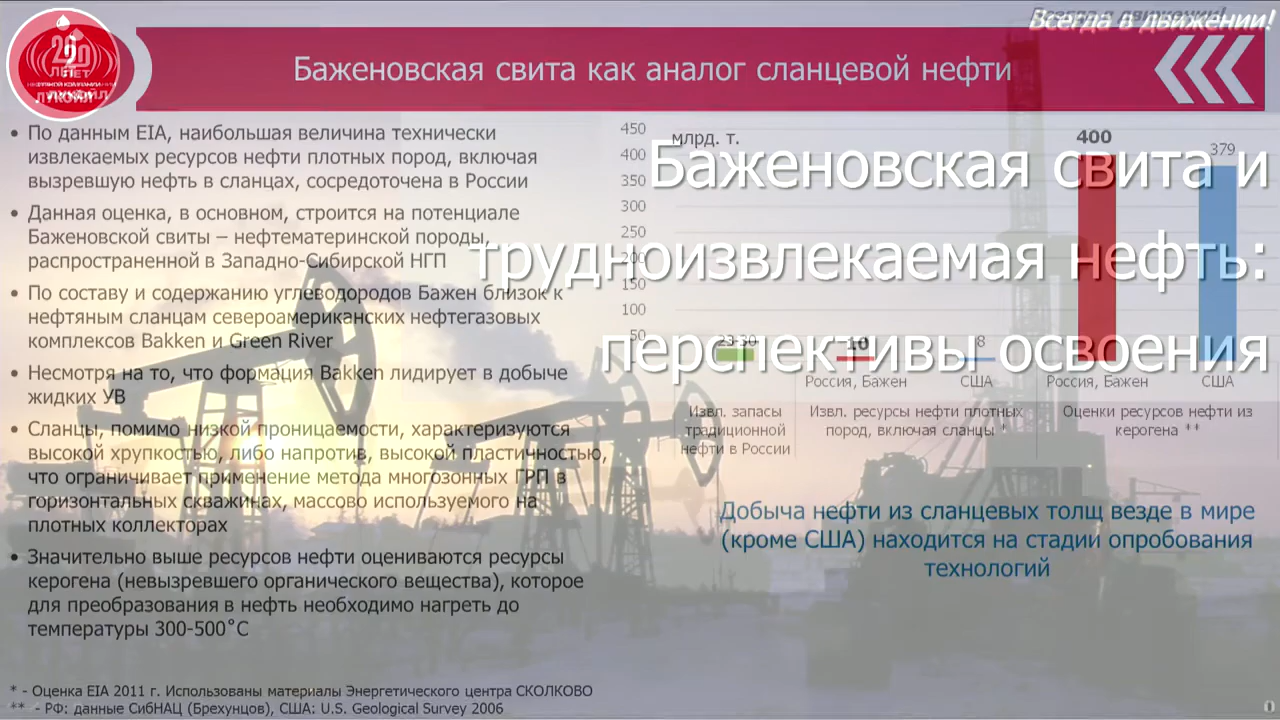 Всегда в движении!
20 ЛЕТ
ЛУКОЙЛ
Баженовская свита как аналог сланцевой нефти
• По данным EIA, наибольшая величина технически
извлекаемых ресурсов нефти плотных пород, включая
вызревшую нефть в сланцах, сосредоточена в России
• Данная оценка, в основном, строится на потенциале
Баженовской свиты – нефтематеринской породы,
распространенной в Западно-Сибирской НГП
• По составу и содержанию углеводородов Бажен близок к
нефтяным сланцам североамериканских нефтегазовых
комплексов Bakken и Green River
• Несмотря на то, что формация Bakken лидирует в добыче
жидких УВ
• Сланцы, помимо низкой проницаемости, характеризуются
высокой хрупкостью, либо напротив, высокой пластичностью,
что ограничивает применение метода многозонных ГРП в
горизонтальных скважинах, массово используемого на
плотных коллекторах
• Значительно выше ресурсов нефти оцениваются ресурсы
керогена (невызревшего органического вещества), которое
для преобразования в нефть необходимо нагреть до
температуры 300-500˚С
Баженовская свита и
трудноизвлекаемая нефть:
перспективы освоения
млрд. т.
450
400
350
300
250
200
150
100
50
23-30
10
8
400
379
Россия, Бажен
США
Россия, Бажен
США
Извл. запасы
традиционной
нефти в России
Извл. ресурсы нефти плотных
пород, включая сланцы *
Оценки ресурсов нефти из
керогена **
Добыча нефти из сланцевых толщ везде в мире
(кроме США) находится на стадии опробования
технологий
* - Оценка EIA 2011 г. Использованы материалы Энергетического центра СКОЛКОВО
** - РФ: данные СибНАЦ (Брехунцов), США: U.S. Geological Survey 2006